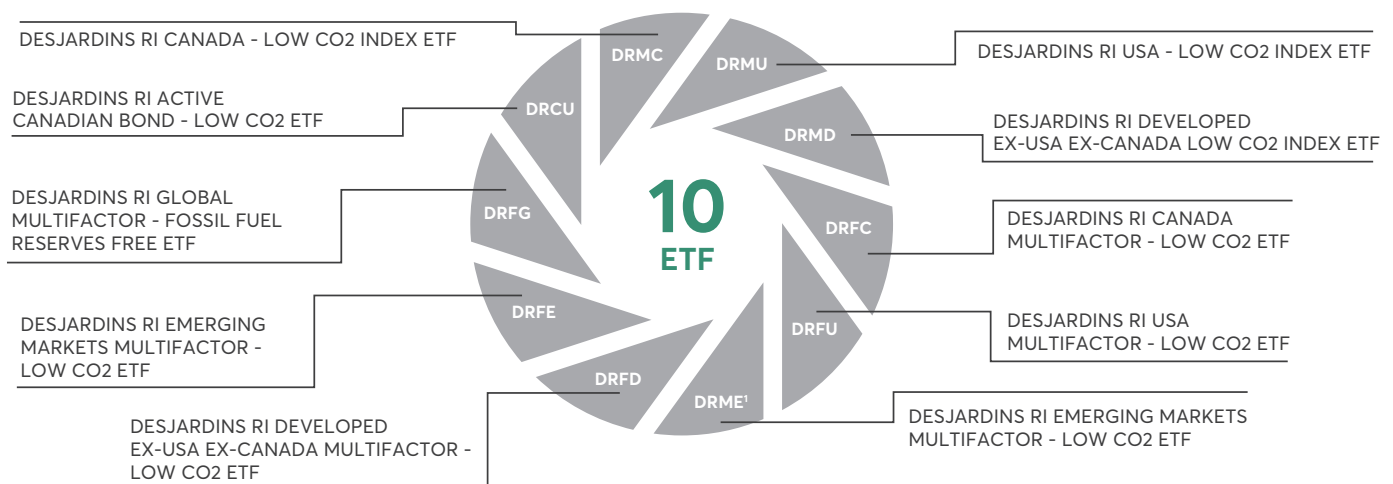 DESJARDINS RI CANADA - LOW CO2 INDEX ETF
DRMC
DRMU
DESJARDINS RI USA - LOW CO2 INDEX ETF
DESJARDINS RI ACTIVE
CANADIAN BOND - LOW CO2 ETF
DRCU
DRMD
DESJARDINS RI DEVELOPED
EX-USA EX-CANADA LOW CO2 INDEX ETF
DESJARDINS RI GLOBAL
MULTIFACTOR - FOSSIL FUEL
RESERVES FREE ETF
DRFG
10
ETF
DRFC
DESJARDINS RI CANADA
MULTIFACTOR - LOW CO2 ETF
DESJARDINS RI EMERGING
MARKETS MULTIFACTOR -
LOW CO2 ETF
DRFE
DRFU
DESJARDINS RI USA
MULTIFACTOR - LOW CO2 ETF
DESJARDINS RI DEVELOPED
EX-USA EX-CANADA MULTIFACTOR -
LOW CO2 ETF
DRFD
DRME¹
DESJARDINS RI EMERGING MARKETS
MULTIFACTOR - LOW CO2 ETF